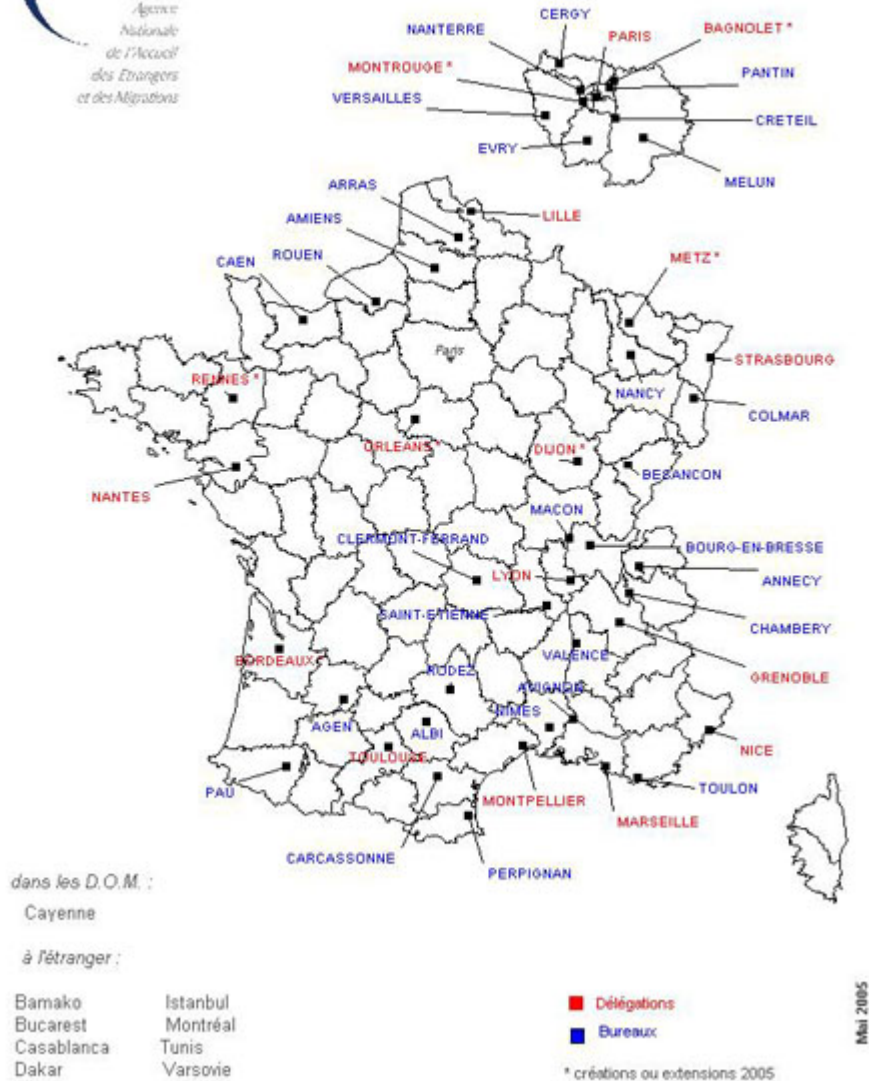 Agence
Nationale
de l'Accueil
des Etrangers
et des Migrations
CERGY
NANTERRE
PARIS
BAGNOLET *
MONTROUGE *
PANTIN
VERSAILLES
CRETEIL
EVRY
MELUN
ARRAS
LILLE
AMIENS
ROUEN
CAEN
METZ *
Paris
STRASBOURG
RENNES *
NANCY
COLMAR
ORLEANS *
DIJON *
BESANCON
NANTES
MACON
CLERMONT-FERRAND
BOURG-EN-BRESSE
LYON
ANNECY
SAINT-ETIENNE
CHAMBERY
VALENCE
BORDEAUX
RODEZ
GRENOBLE
AVIGNON
NIMES
AGEN
ALBI
TOULOUSE
NICE
PAU
TOULON
MONTPELLIER
MARSEILLE
CARCASSONNE
PERPIGNAN
dans les D.O.M. :
Cayenne
à l'étranger :
Bamako Istanbul
Bucarest Montréal
Casablanca Tunis
Dakar Varsovie
Délégations
Bureaux
* créations ou extensions 2005
Mai 2005